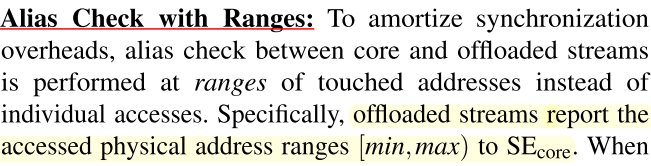 Alias Check with Ranges: To amortize synchronization
overheads, alias check between core and offloaded streams
is performed at ranges of touched addresses instead of
individual accesses. Specifically, offloaded streams report the
accessed physical address ranges [min,max) to SEcore. When